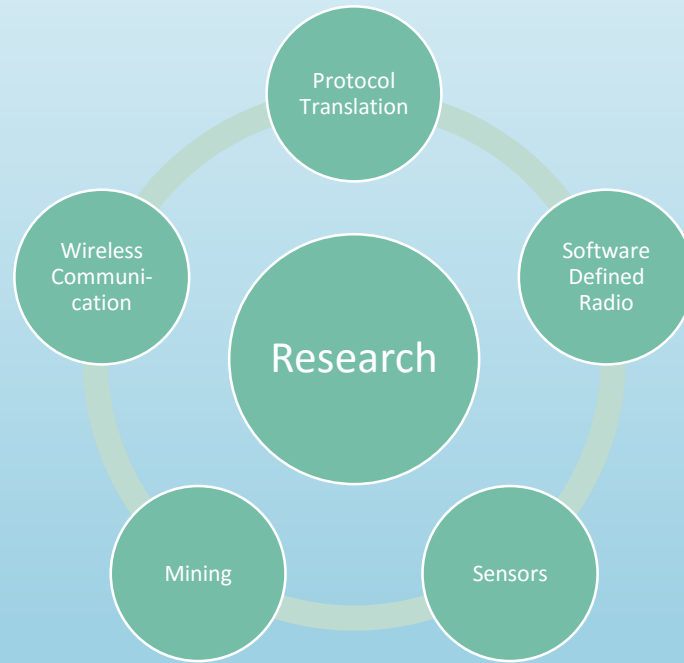 Protocol
Translation
Wireless
Communi-
cation
Software
Defined
Radio
Research
Mining
Sensors